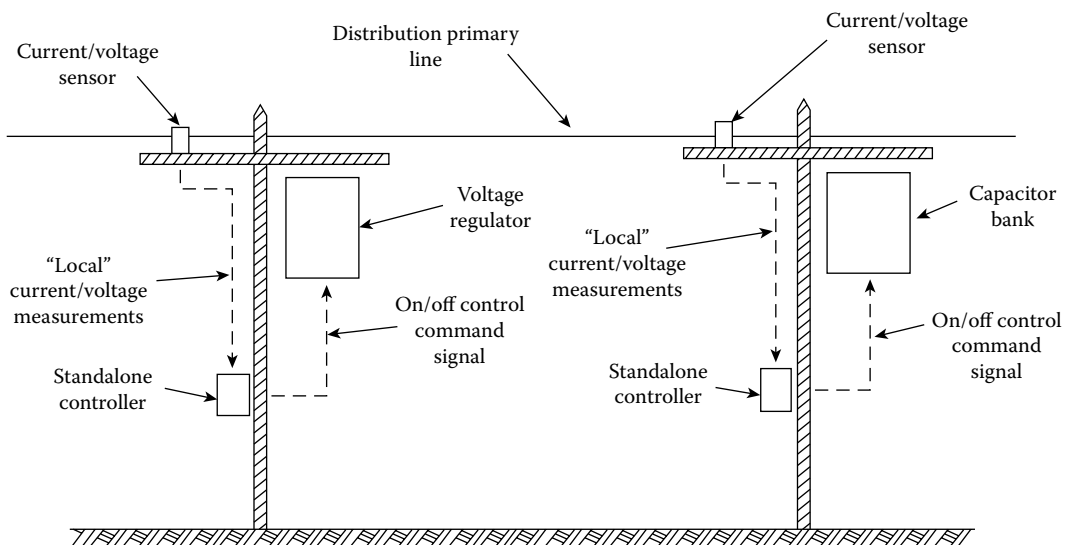 Current/voltage
sensor
Distribution primary
line
Current/voltage
sensor
Voltage
regulator
Capacitor
bank
“Local”
current/voltage
measurements
“Local”
current/voltage
measurements
On/off control
command
signal
On/off control
command
signal
Standalone
controller
Standalone
controller